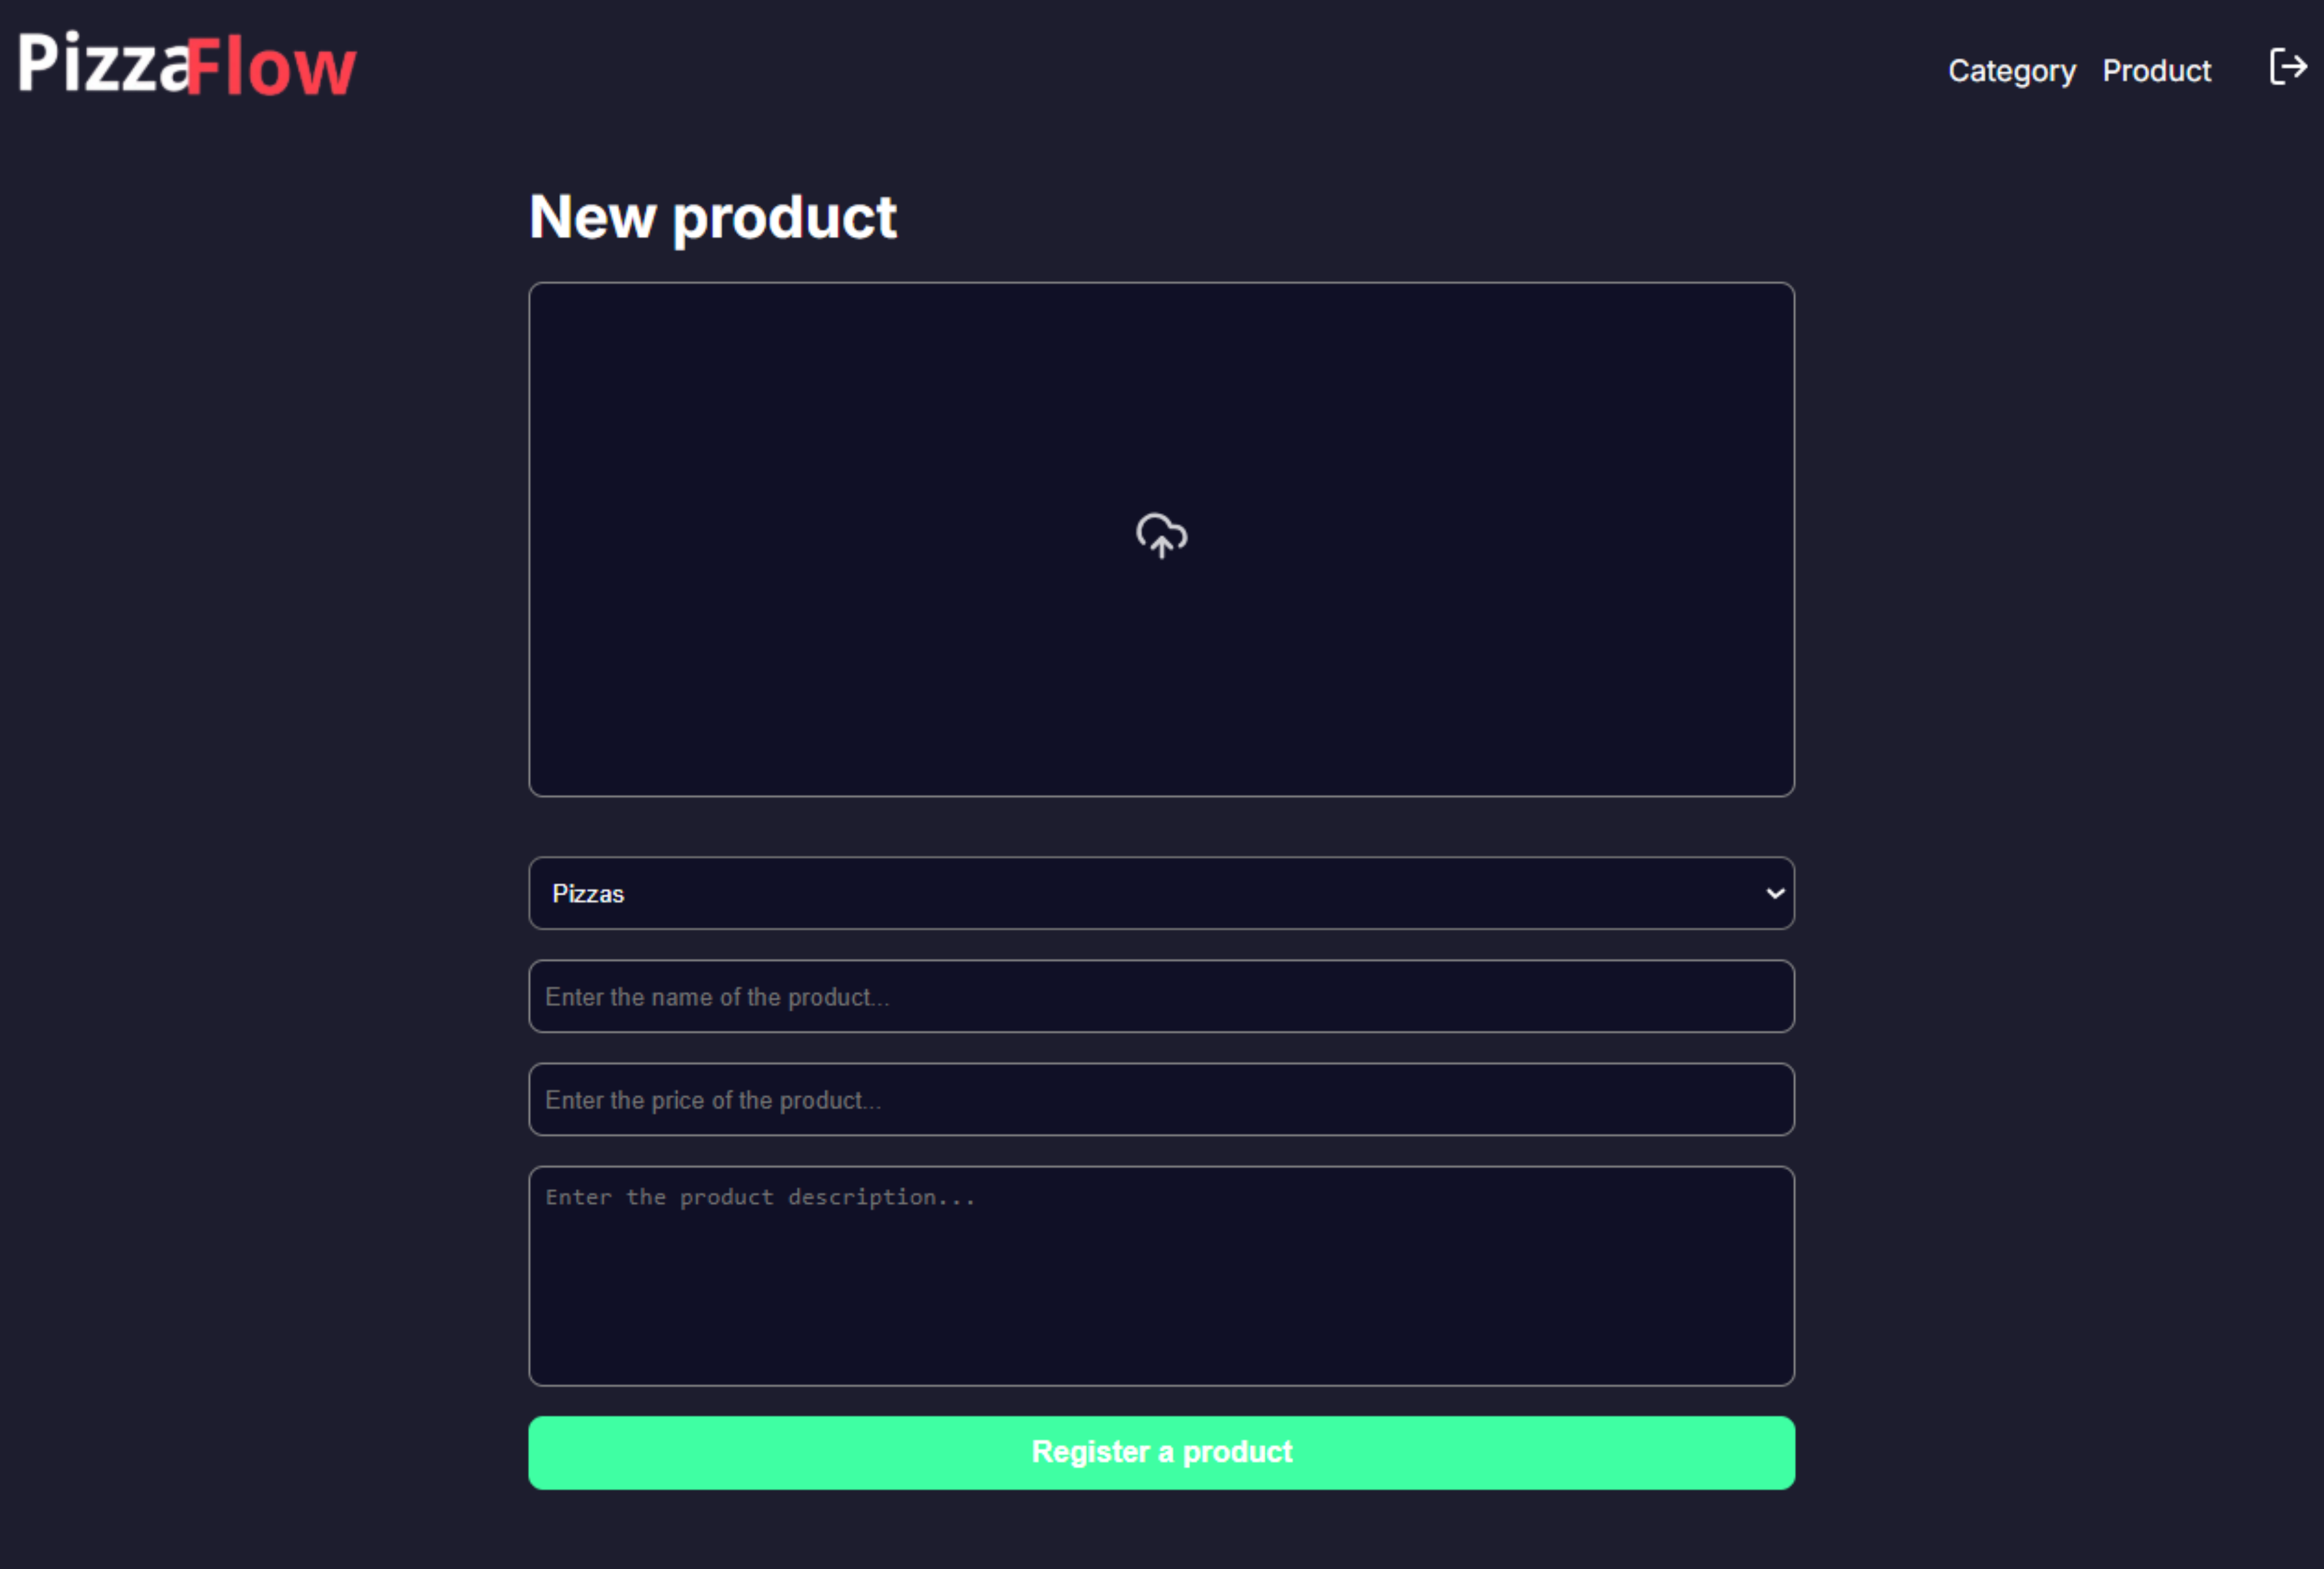 PizzaFlow
Category Product
New product
Pizzas
Enter the name of the product...
Enter the price of the product...
Enter the product description...
Register a product